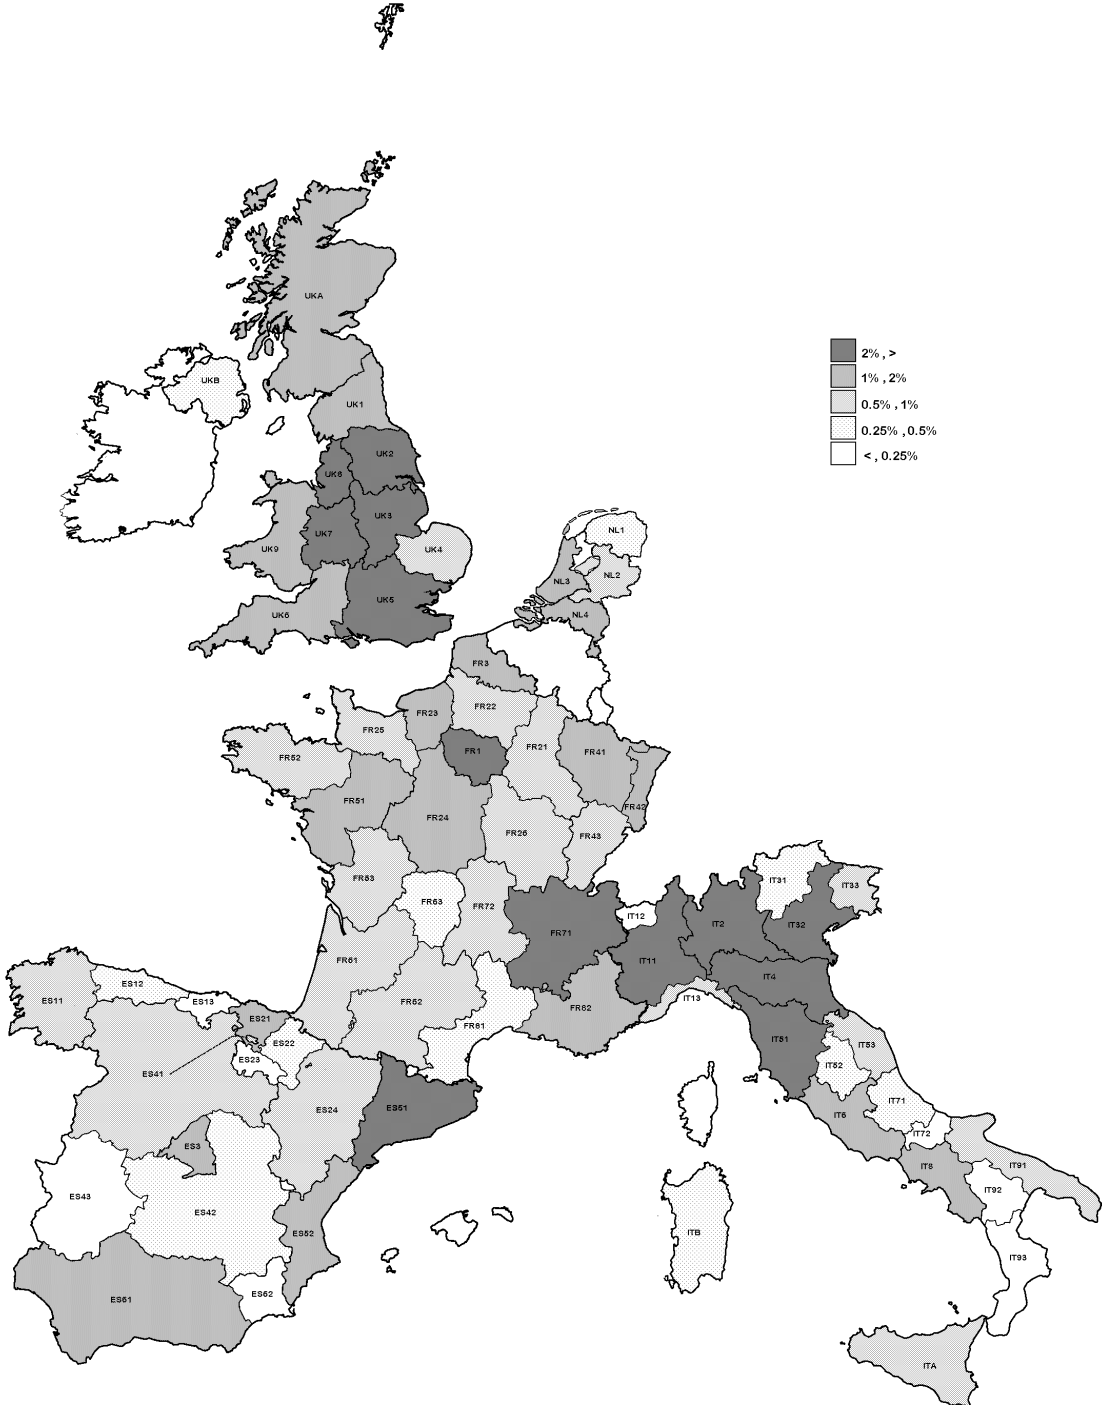 UKA
2% , >
1% , 2%
0.5% , 1%
0.25% , 0.5%
< , 0.25%
UKB
UK1
UK2
UK8
UK3
UK7
UK4
UK9
UK5
UK6
NL1
NL2
NL3
NL4
FR3
FR22
FR23
FR25
FR1
FR21
FR41
FR52
FR51
FR42
FR24
FR26
FR43
FR53
FR63
FR72
FR71
FR61
FR62
FR81
FR82
IT31
IT33
IT12
IT2
IT32
IT11
IT4
IT13
IT51
IT53
IT52
IT71
IT6
IT72
IT8
IT91
IT92
IT93
ITA
ITB
ES11
ES12
ES13
ES21
ES22
ES23
ES41
ES24
ES51
ES3
ES43
ES42
ES52
ES62
ES61